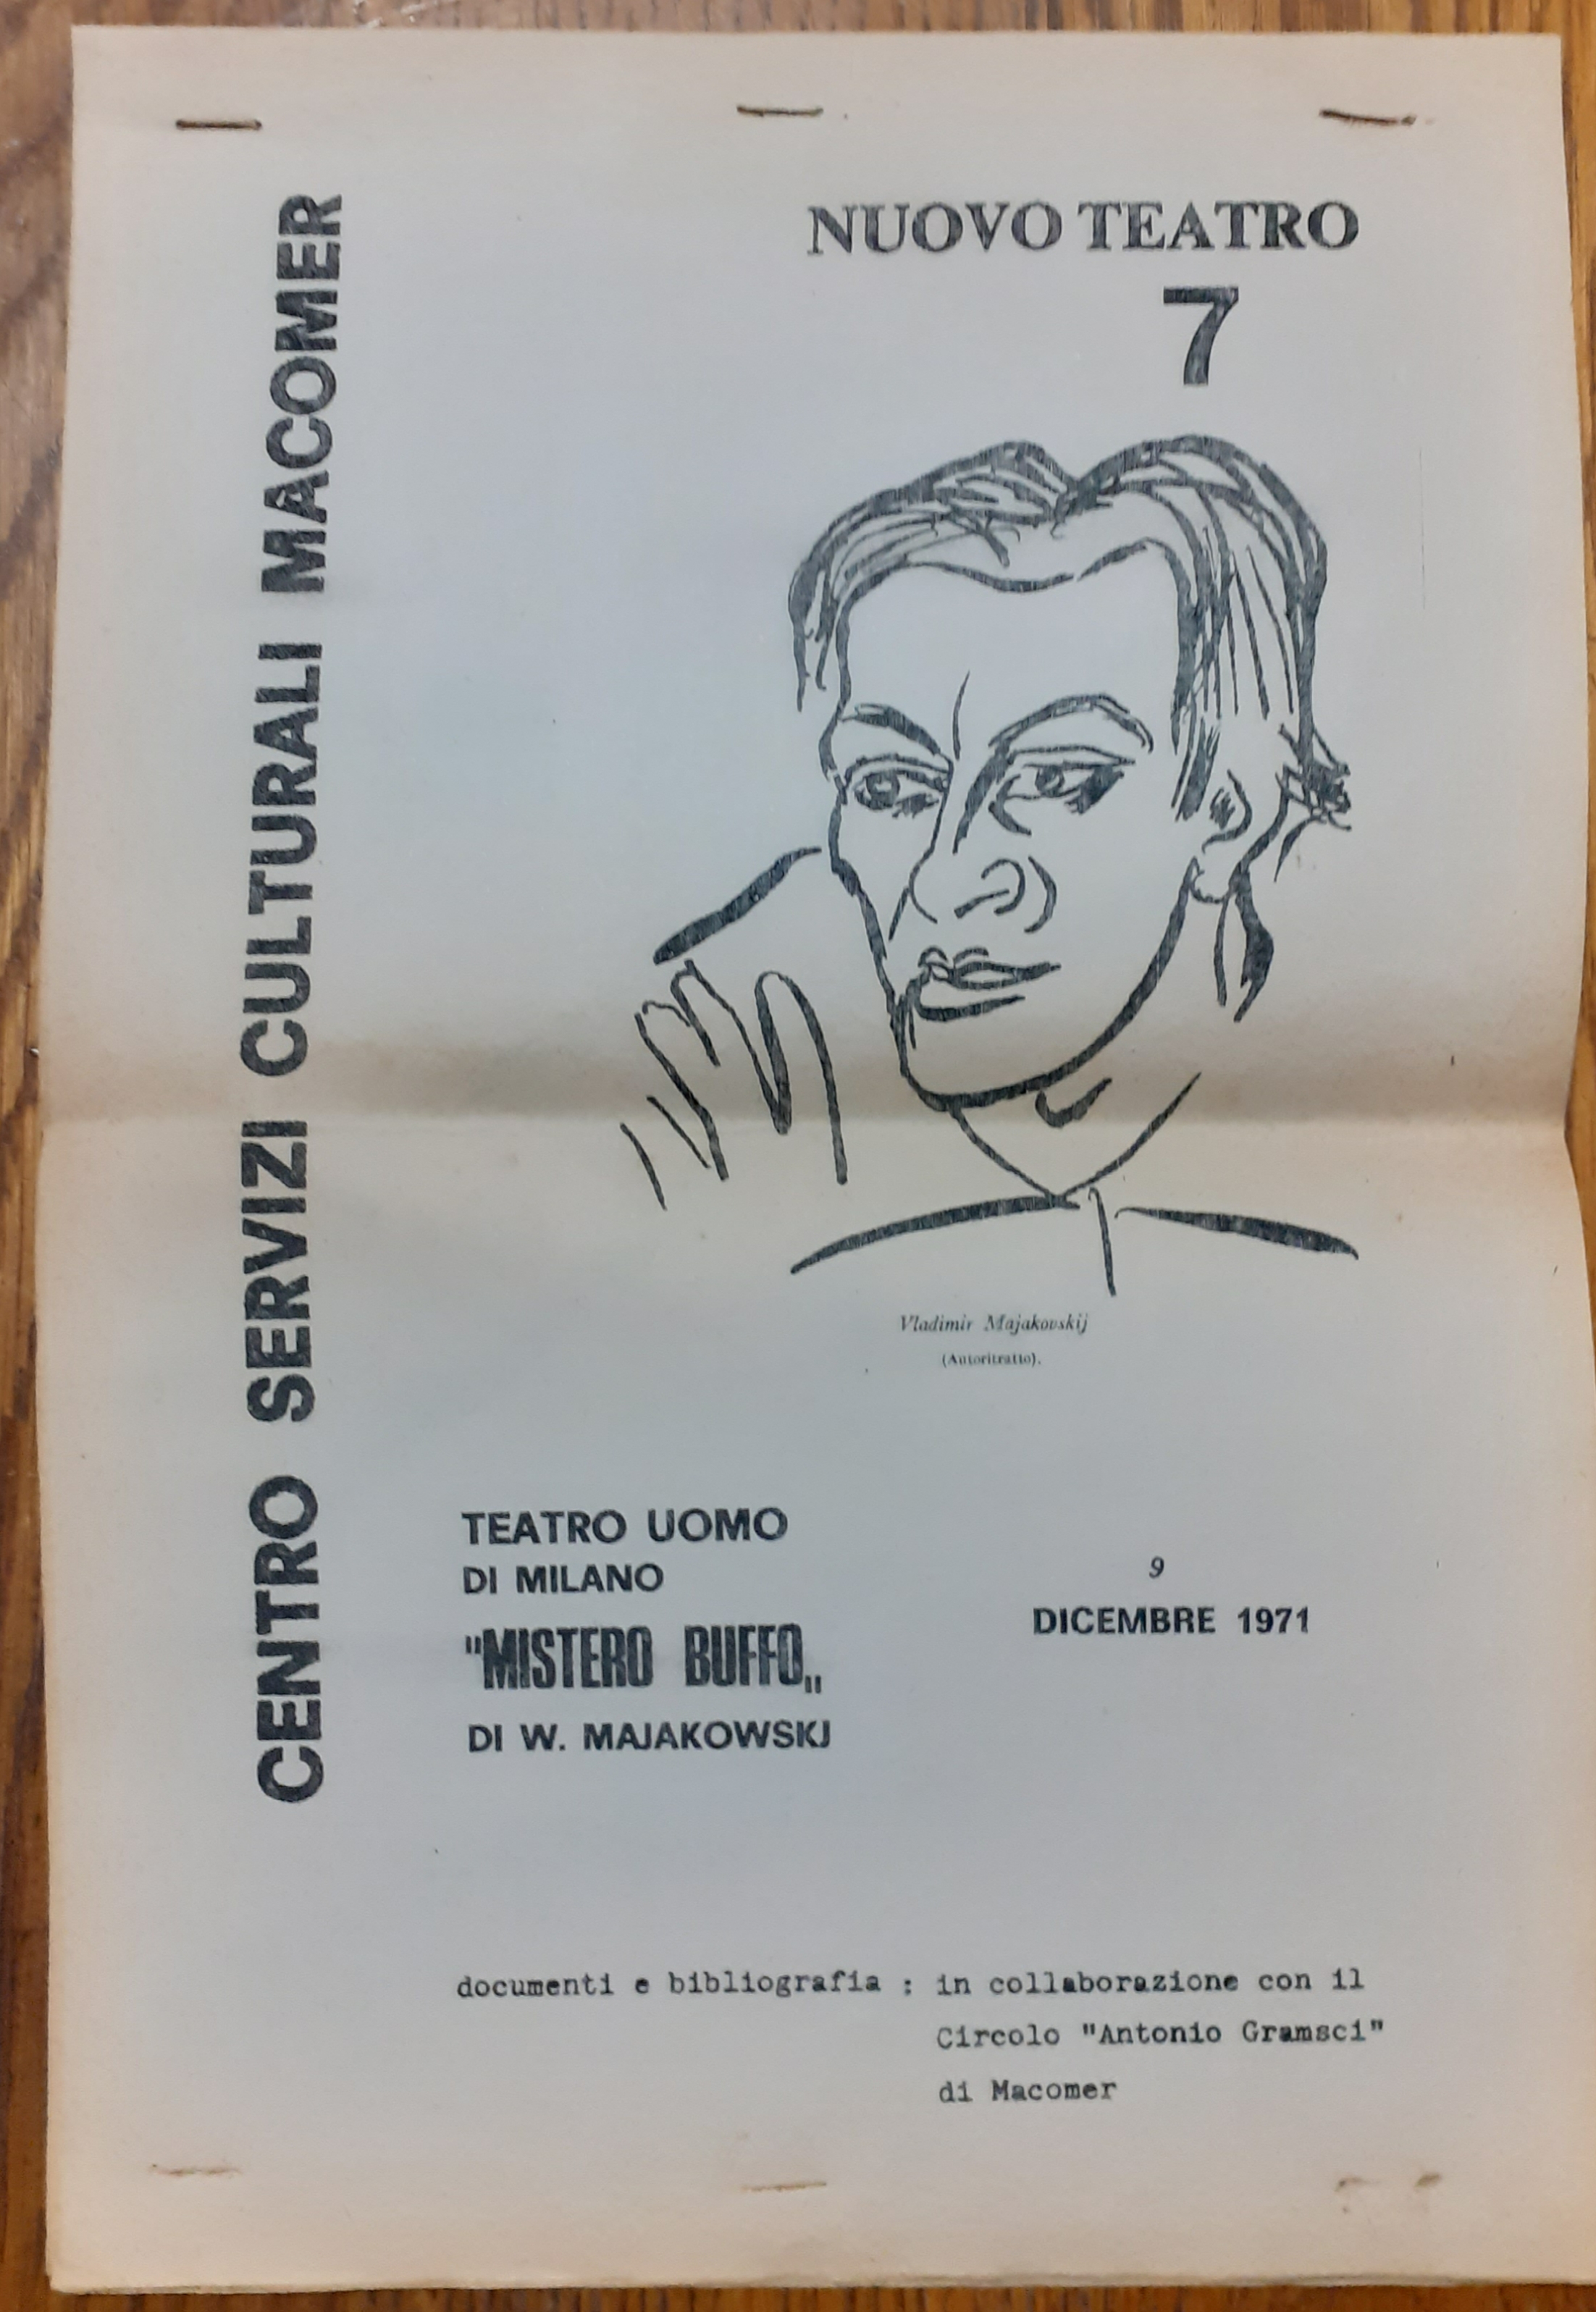 CENTRO SERVIZI CULTURALI MACOMER
NUOVO TEATRO
7
Vladimir Majakovskij
(Autoritratto).
TEATRO UOMO
DI MILANO
"MISTERO BUFFO„
DI W. MAJAKOWSKJ
9
DICEMBRE 1971
documenti e bibliografia : in collaborazione con il
Circolo "Antonio Gramsci"
di Macomer